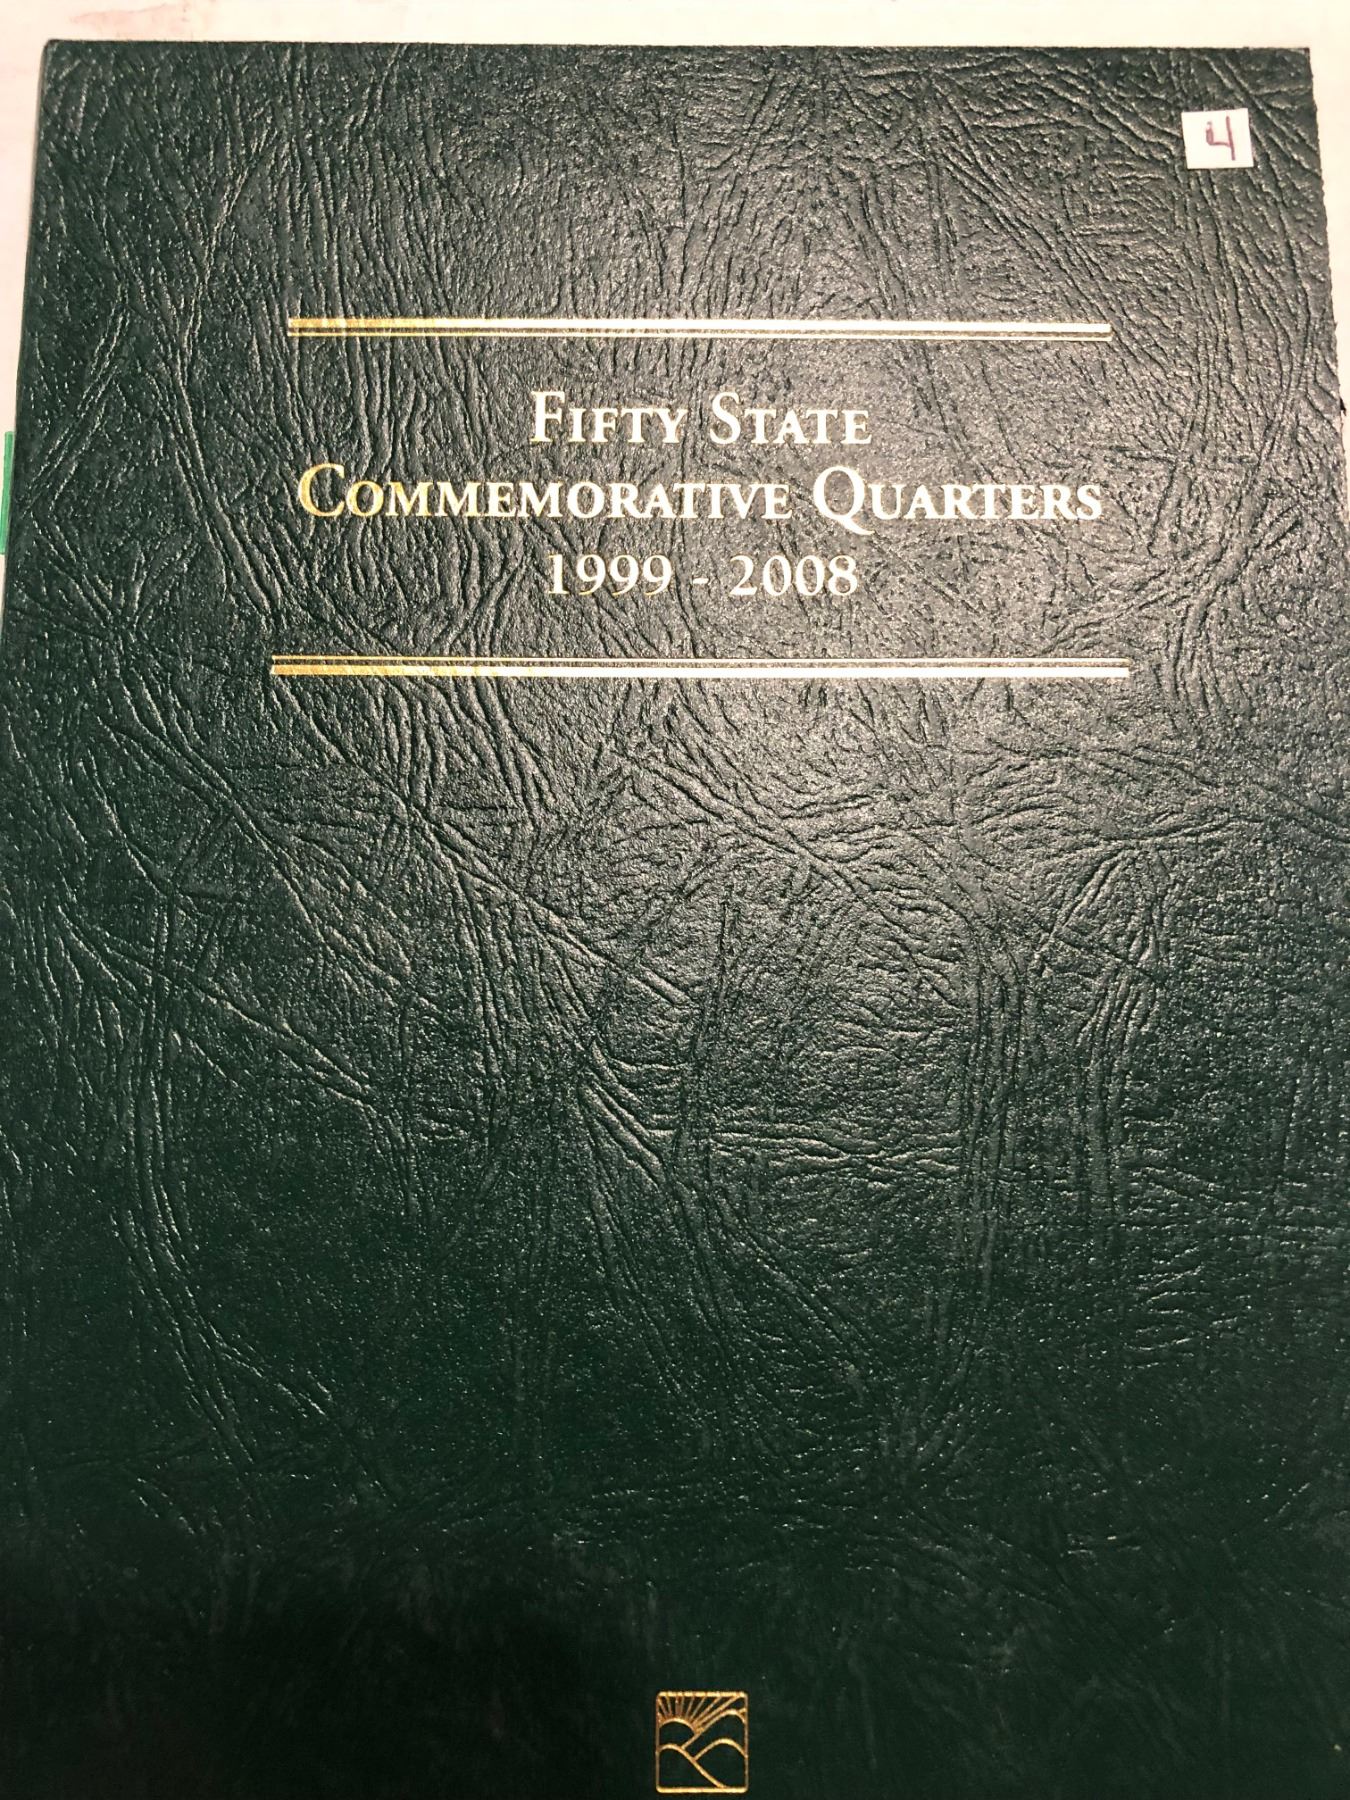 4
FIFTY STATE
COMMEMORATIVE QUARTERS
1999 - 2008